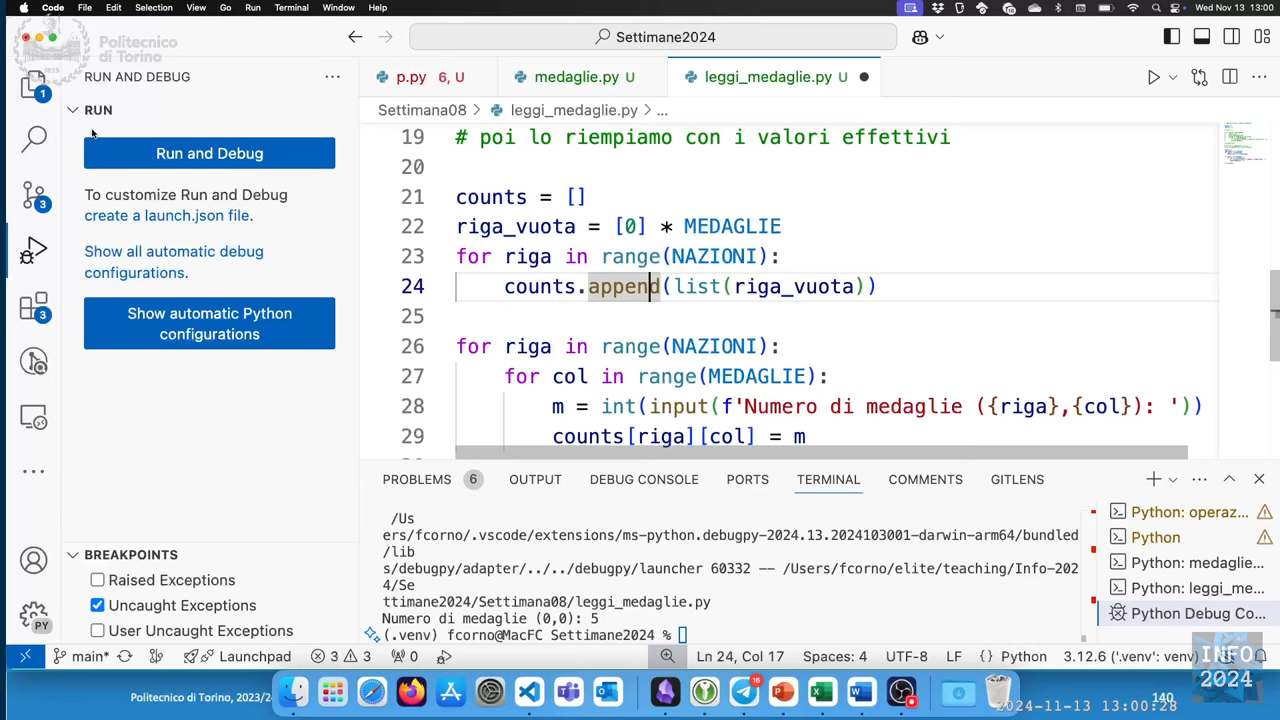 Code File Edit Selection View Go Run Terminal Window Help
Wed Nov 13 13:00
Politecnico
di Torino
Settimane2024
RUN AND DEBUG
p.py 6, U
medaglie.py U
leggi_medaglie.py U
RUN
Settimana08 > leggi_medaglie.py > ...
Run and Debug
To customize Run and Debug
create a launch.json file.
Show all automatic debug
configurations.
Show automatic Python
configurations
19 # poi lo riempiamo con i valori effettivi
20
21 counts = []
22 riga_vuota = [0] * MEDAGLIE
23 for riga in range(NAZIONI):
24 counts.append(list(riga_vuota))
25
26 for riga in range(NAZIONI):
27 for col in range(MEDAGLIE):
28 m = int(input(f'Numero di medaglie ({riga},{col}): '))
29 counts[riga][col] = m
PROBLEMS 6 OUTPUT DEBUG CONSOLE PORTS TERMINAL COMMENTS GITLENS
/Us
ers/fcorno/.vscode/extensions/ms-python.debugpy-2024.13.2024103001-darwin-arm64/bundled
/lib
s/debugpy/adapter/../../debugpy/launcher 60332 -- /Users/fcorno/elite/teaching/Info-202
4/Se
ttimane2024/Settimana08/leggi_medaglie.py
Numero di medaglie (0,0): 5
(.venv) fcorno@MacFC Settimane2024 %
Python: operaz...
Python
Python: medaglie...
Python: leggi_me...
Python Debug Co...
BREAKPOINTS
Raised Exceptions
Uncaught Exceptions
User Uncaught Exceptions
1
3
3
PY
main* Launchpad 3 3 0 Ln 24, Col 17 Spaces: 4 UTF-8 LF { } Python 3.12.6 ('.venv': venv)
INFO
2024
Politecnico di Torino, 2023/2
16
140
2024-11-13 13:00:28